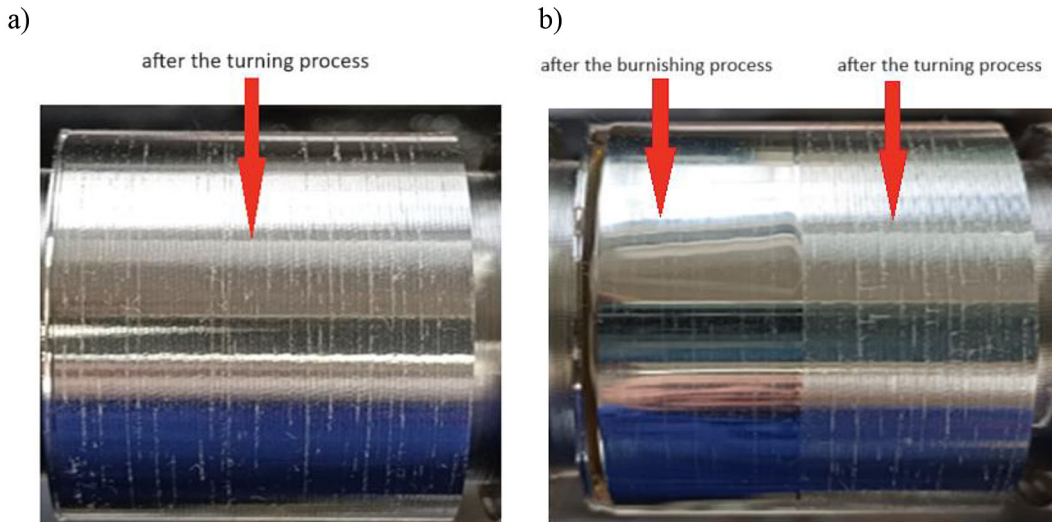 a)
b)
after the turning process
after the burnishing process
after the turning process